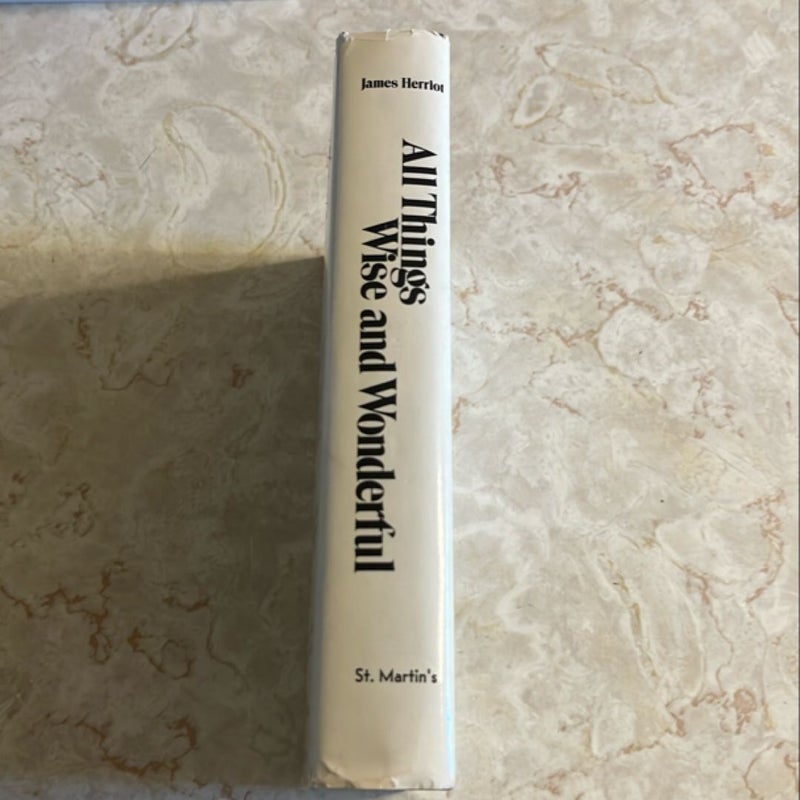 James Herriot
All Things
Wise and Wonderful
St. Martin's